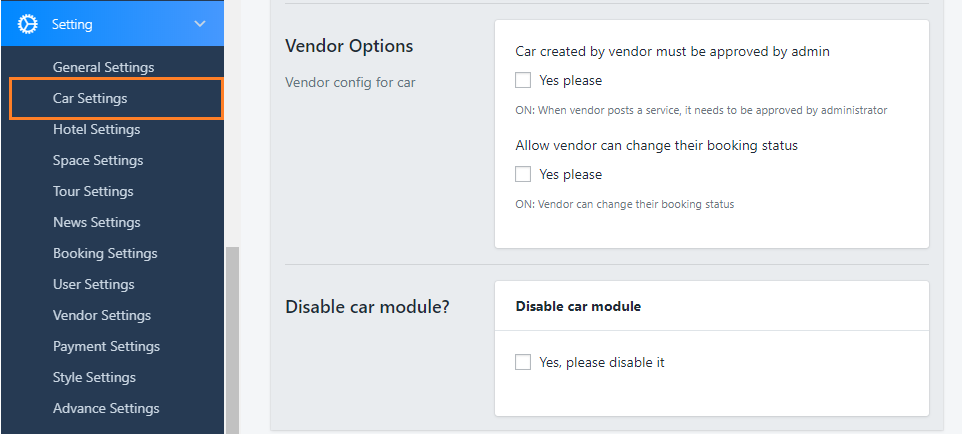 Setting
General Settings
Car Settings
Hotel Settings
Space Settings
Tour Settings
News Settings
Booking Settings
User Settings
Vendor Settings
Payment Settings
Style Settings
Advance Settings
Vendor Options
Vendor config for car
Car created by vendor must be approved by admin
Yes please
ON: When vendor posts a service, it needs to be approved by administrator
Allow vendor can change their booking status
Yes please
ON: Vendor can change their booking status
Disable car module?
Disable car module
Yes, please disable it